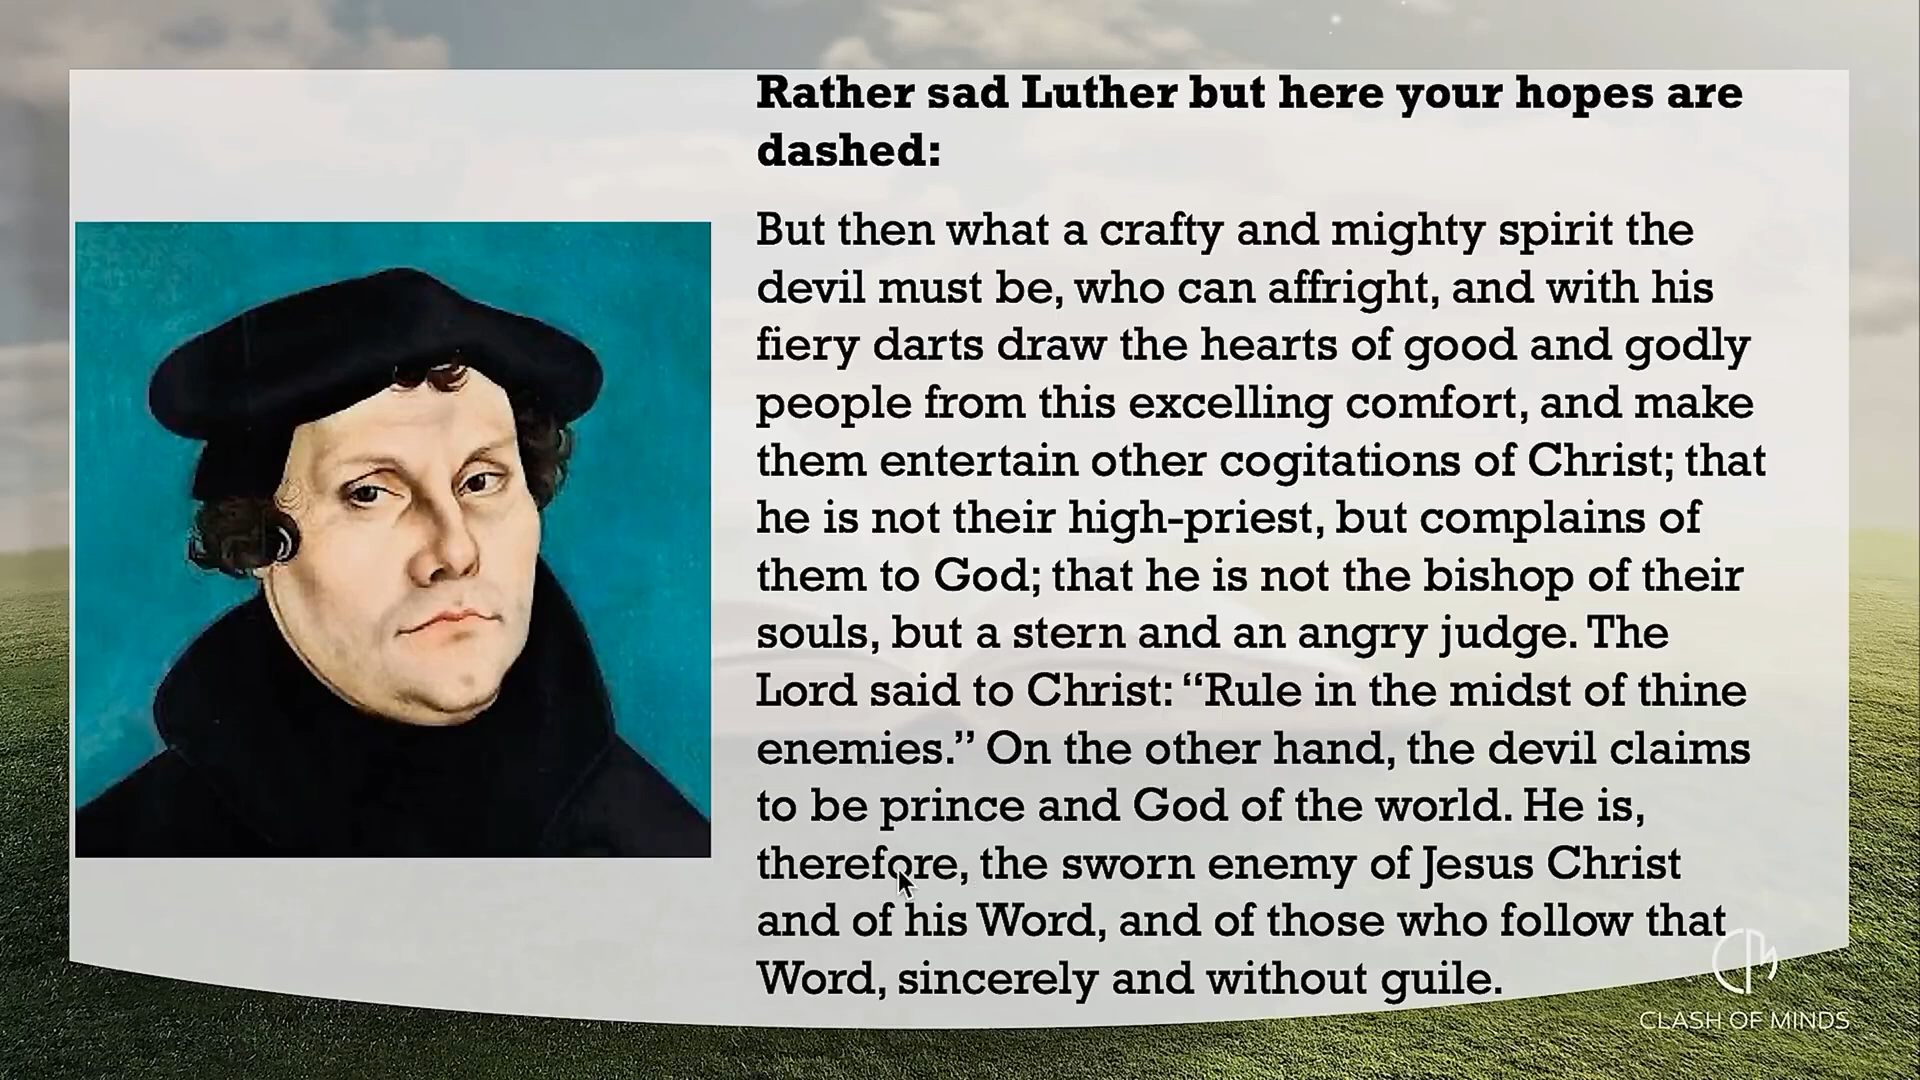 Rather sad Luther but here your hopes are
dashed:
But then what a crafty and mighty spirit the
devil must be, who can affright, and with his
fiery darts draw the hearts of good and godly
people from this excelling comfort, and make
them entertain other cogitations of Christ; that
he is not their high-priest, but complains of
them to God; that he is not the bishop of their
souls, but a stern and an angry judge. The
Lord said to Christ: “Rule in the midst of thine
enemies.” On the other hand, the devil claims
to be prince and God of the world. He is,
therefore, the sworn enemy of Jesus Christ
and of his Word, and of those who follow that
Word, sincerely and without guile.
CLASH OF MINDS